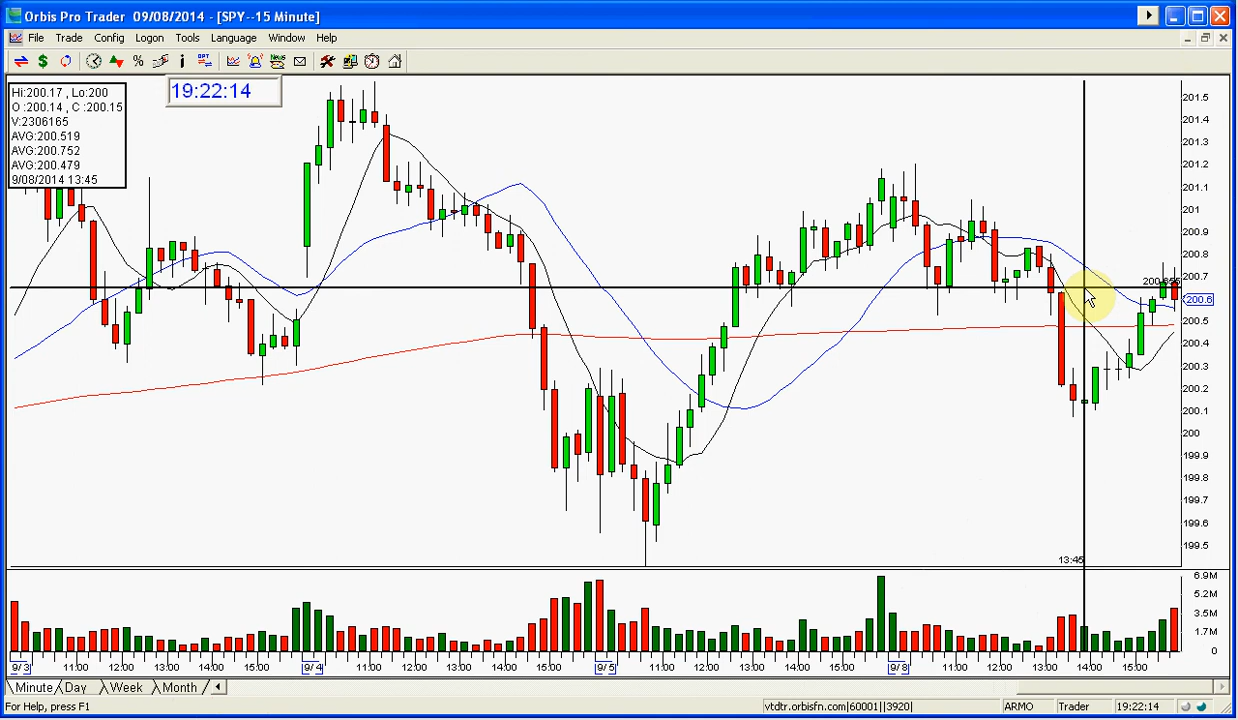 Orbis Pro Trader 09/08/2014 - [SPY--15 Minute]
File Trade Config Logon Tools Language Window Help
OPT News
Hi:200.17 , Lo:200
O :200.14 , C :200.15
V:2306165
AVG:200.519
AVG:200.752
AVG:200.479
9/08/2014 13:45
19:22:14
201.5
201.4
201.3
201.2
201.1
201
200.9
200.8
200.7
200.6
200.5
200.4
200.3
200.2
200.1
200
199.9
199.8
199.7
199.6
199.5
13:45
6.9M
5.2M
3.5M
1.7M
0
9/ 3 11:00 12:00 13:00 14:00 15:00 9/ 4 11:00 12:00 13:00 14:00 15:00 9/ 5 11:00 12:00 13:00 14:00 15:00 9/ 8 11:00 12:00 13:00 14:00 15:00
Minute Day Week Month
For Help, press F1 vtdtr.orbisfn.com|60001||3920| ARMO Trader 19:22:14